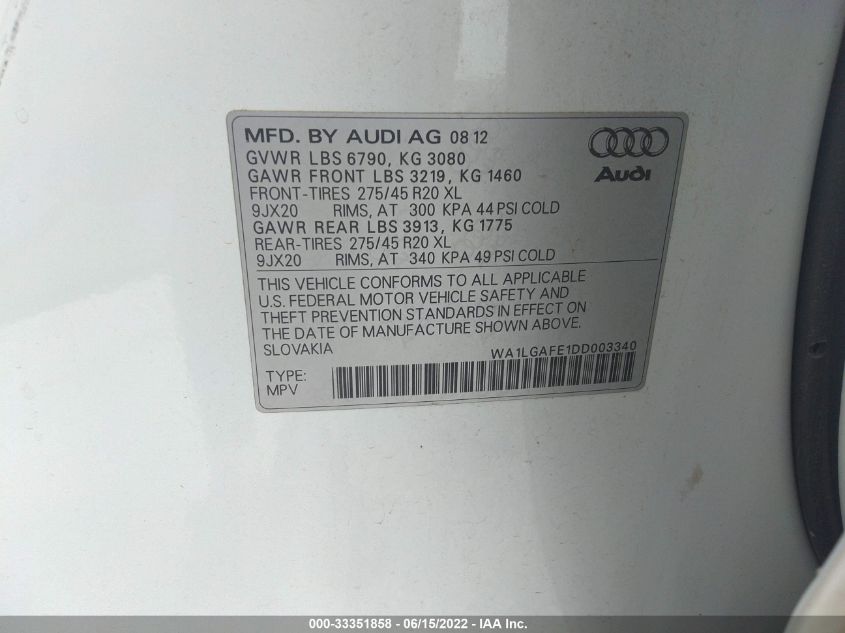 MFD. BY AUDI AG 08 12
GVWR LBS 6790, KG 3080
GAWR FRONT LBS 3219, KG 1460
FRONT-TIRES 275/45 R20 XL
9JX20 RIMS, AT 300 KPA 44 PSI COLD
GAWR REAR LBS 3913, KG 1775
REAR-TIRES 275/45 R20 XL
9JX20 RIMS, AT 340 KPA 49 PSI COLD
Audi
THIS VEHICLE CONFORMS TO ALL APPLICABLE
U.S. FEDERAL MOTOR VEHICLE SAFETY AND
THEFT PREVENTION STANDARDS IN EFFECT ON
THE DATE OF MANUFACTURE SHOWN ABOVE.
SLOVAKIA WA1LGAFE1DD003340
TYPE:
MPV
000-33351858 - 06/15/2022 - IAA Inc.